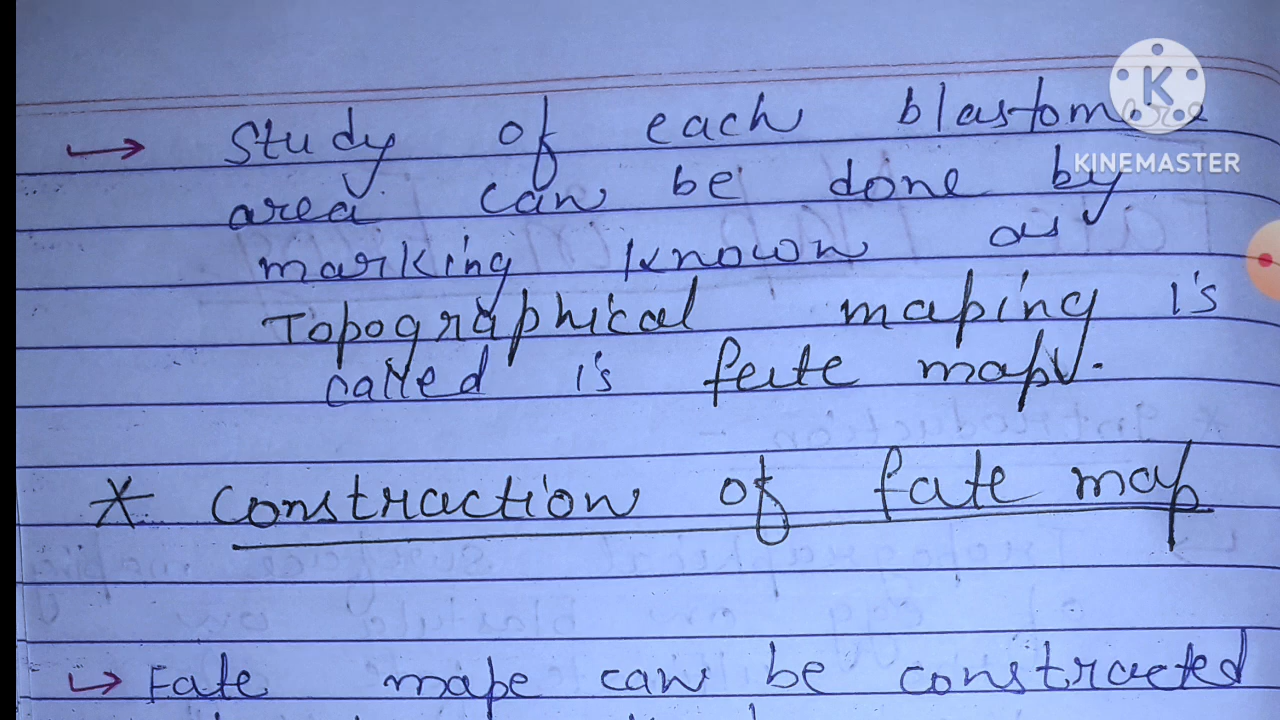 → Study of each blastomere
area can be done by
marking known as
Topographical maping is
called is fate map.
* Constraction of fate map
→ Fate mape can be constracted
K
KINEMASTER